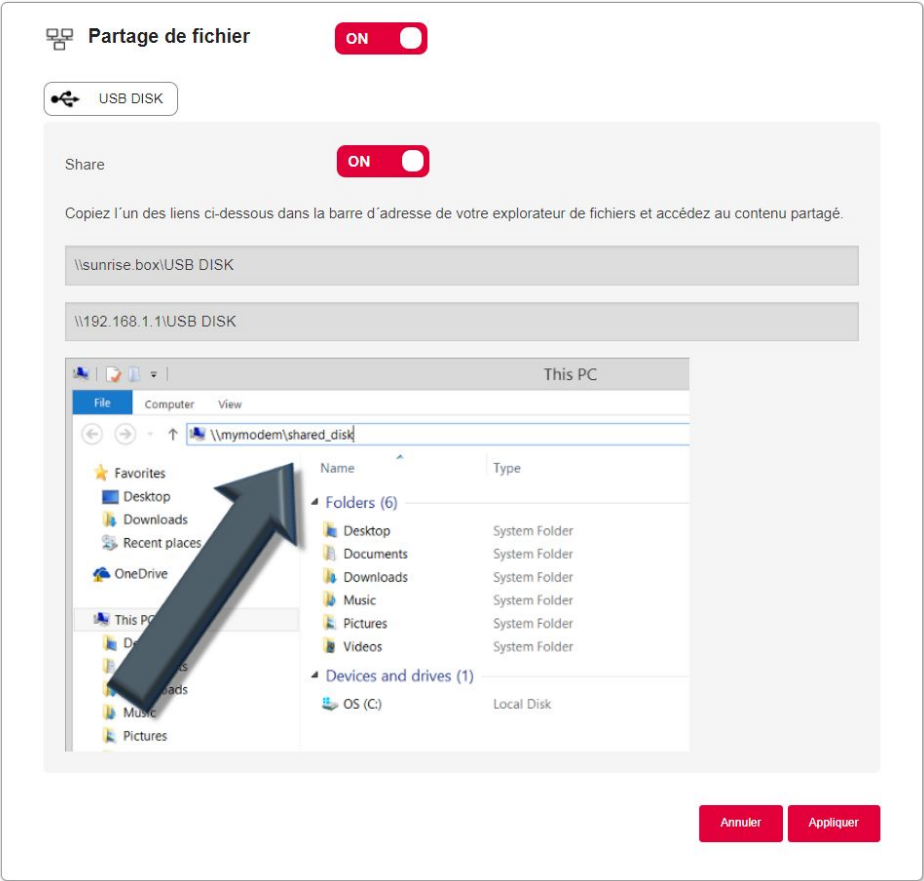 Partage de fichier
ON
USB DISK
Share
ON
Copiez l´un des liens ci-dessous dans la barre d´adresse de votre explorateur de fichiers et accédez au contenu partagé.
\\sunrise.box\USB DISK
\\192.168.1.1\USB DISK
This PC
File Computer View
\\mymodem\shared_disk
Name Type
Favorites
Desktop
Downloads
Recent places
OneDrive
This PC
Music
Pictures
Folders (6)
Desktop System Folder
Documents System Folder
Downloads System Folder
Music System Folder
Pictures System Folder
Videos System Folder
Devices and drives (1)
OS (C:) Local Disk
Annuler Appliquer